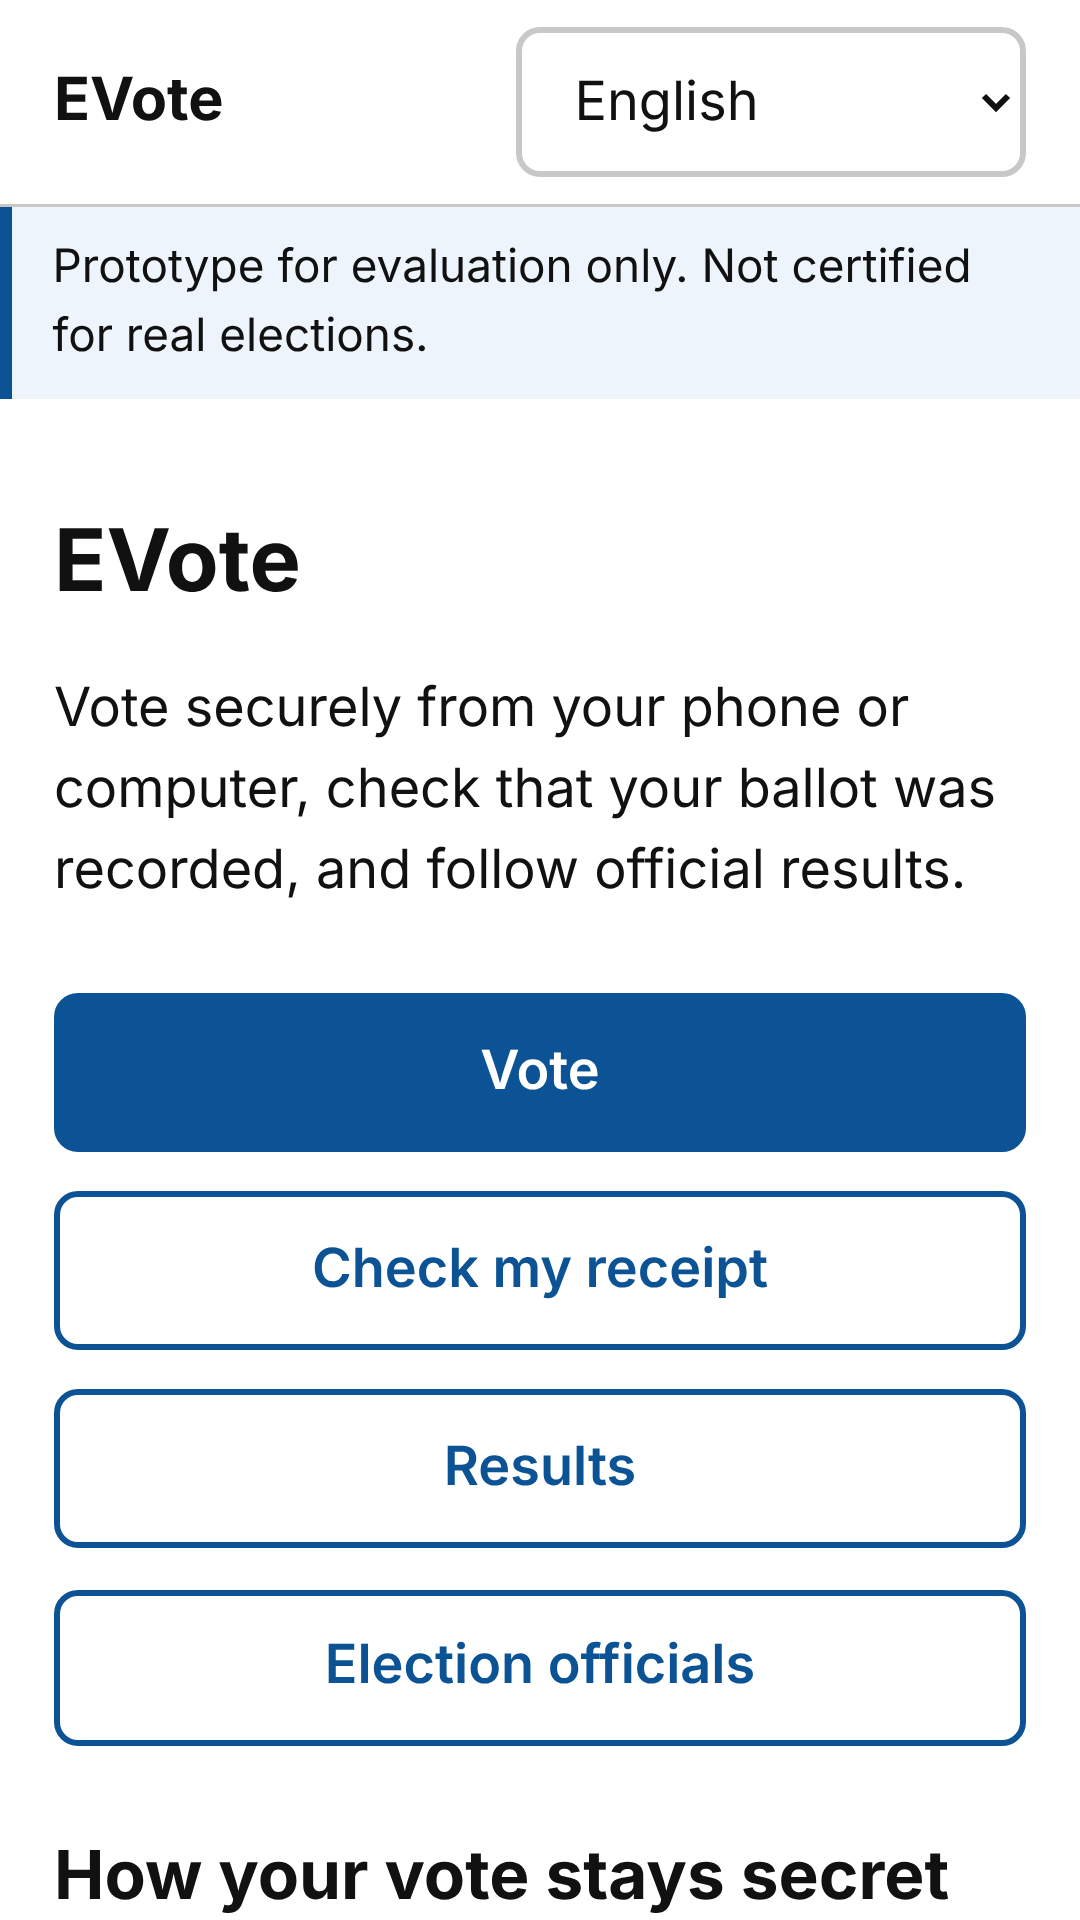 EVote
English
Prototype for evaluation only. Not certified
for real elections.
EVote
Vote securely from your phone or
computer, check that your ballot was
recorded, and follow official results.
Vote
Check my receipt
Results
Election officials
How your vote stays secret